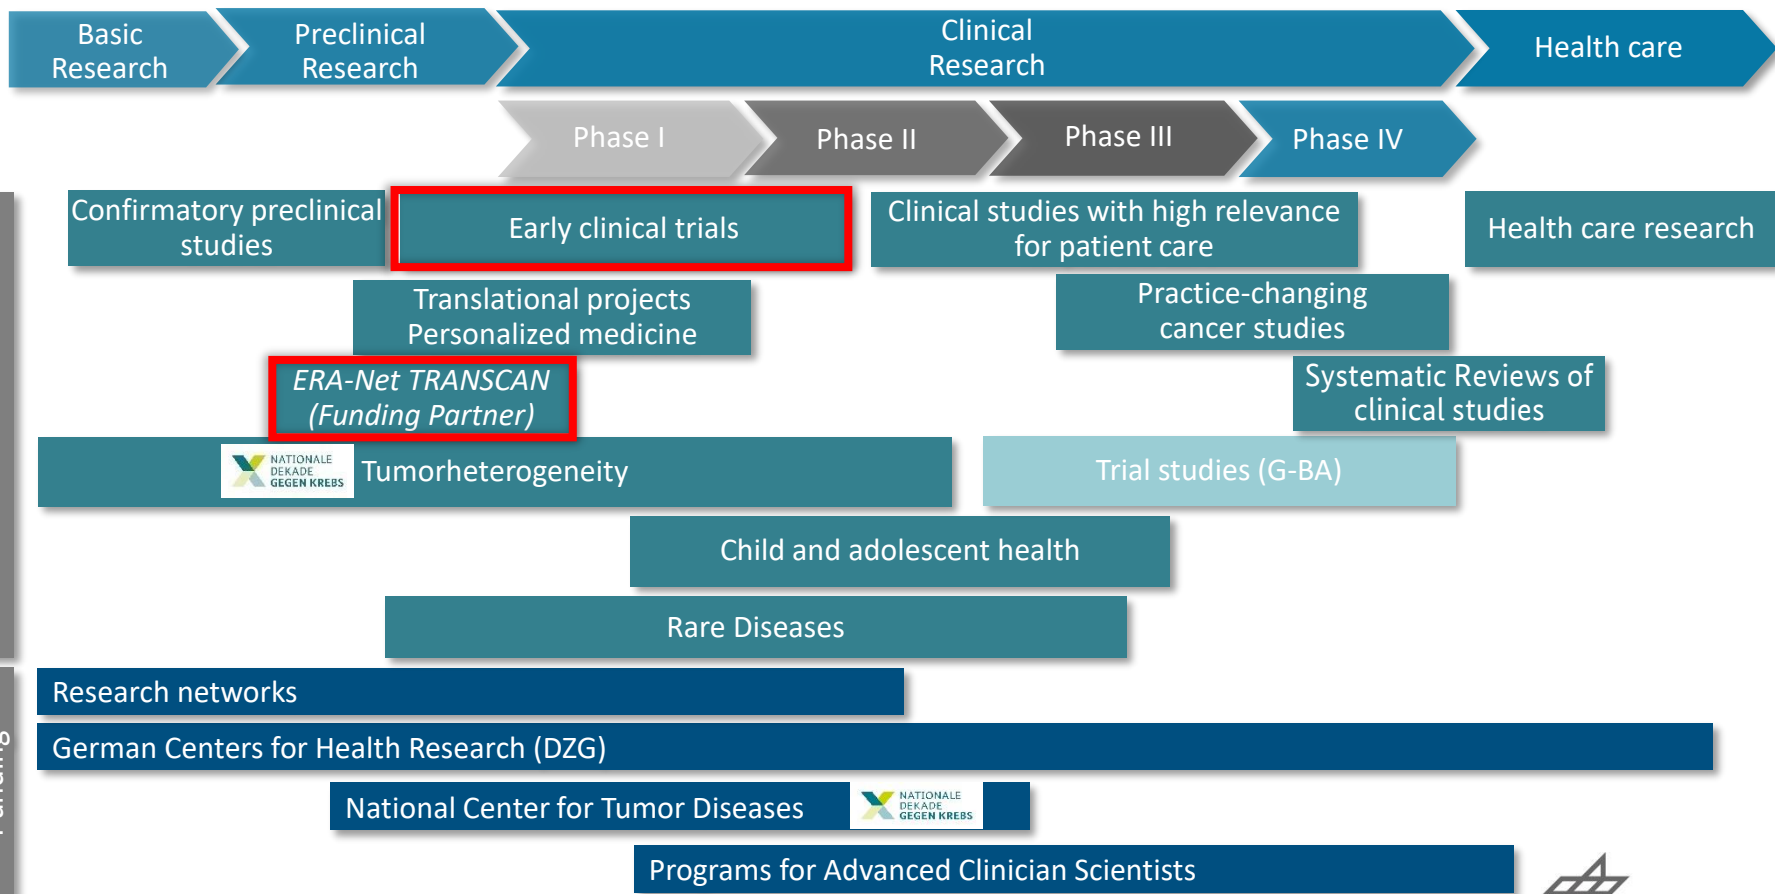 Basic
Research
Preclinical
Research
Clinical
Research
Health care
Phase I
Phase II
Phase III
Phase IV
Confirmatory preclinical
studies
Early clinical trials
Clinical studies with high relevance
for patient care
Health care research
Translational projects
Personalized medicine
Practice-changing
cancer studies
ERA-Net TRANSCAN
(Funding Partner)
Systematic Reviews of
clinical studies
NATIONALE
DEKADE
GEGEN KREBS
Tumorheterogeneity
Trial studies (G-BA)
Child and adolescent health
Rare Diseases
Research networks
German Centers for Health Research (DZG)
National Center for Tumor Diseases
NATIONALE
DEKADE
GEGEN KREBS
Programs for Advanced Clinician Scientists